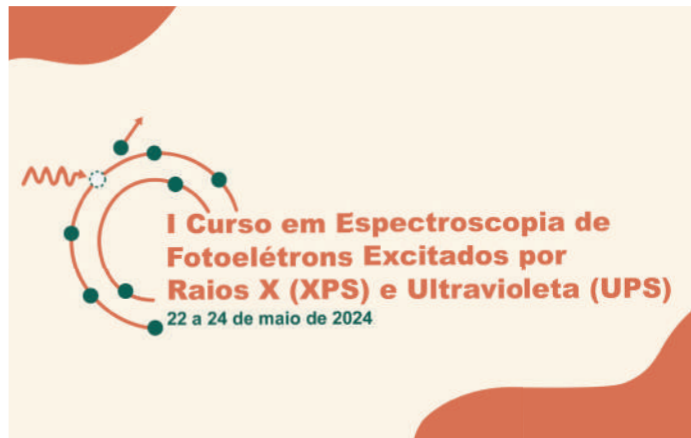 I Curso em Espectroscopia de
Fotoelétrons Excitados por
Raios X (XPS) e Ultravioleta (UPS)
22 a 24 de maio de 2024